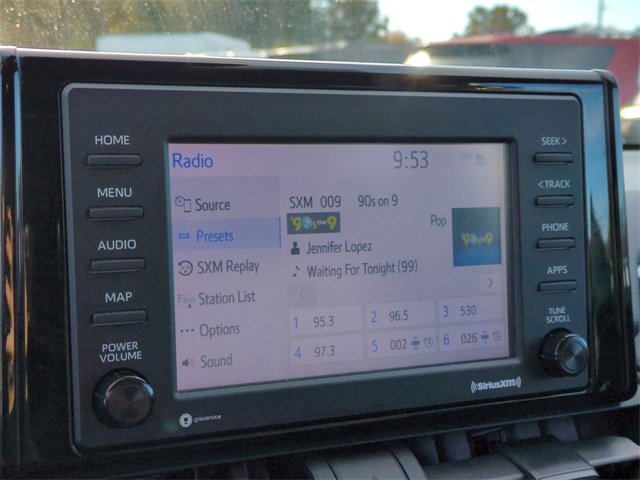 HOME
MENU
AUDIO
MAP
POWER
VOLUME
Radio
9:53
Source
Presets
SXM Replay
Station List
Options
Sound
SXM 009 90s on 9
Pop
Jennifer Lopez
Waiting For Tonight (99)
1 95.3
2 96.5
3 530
4 97.3
5 002
6 026
SEEK >
< TRACK
PHONE
APPS
TUNE
SCROLL
gracenote
((SiriusXM))